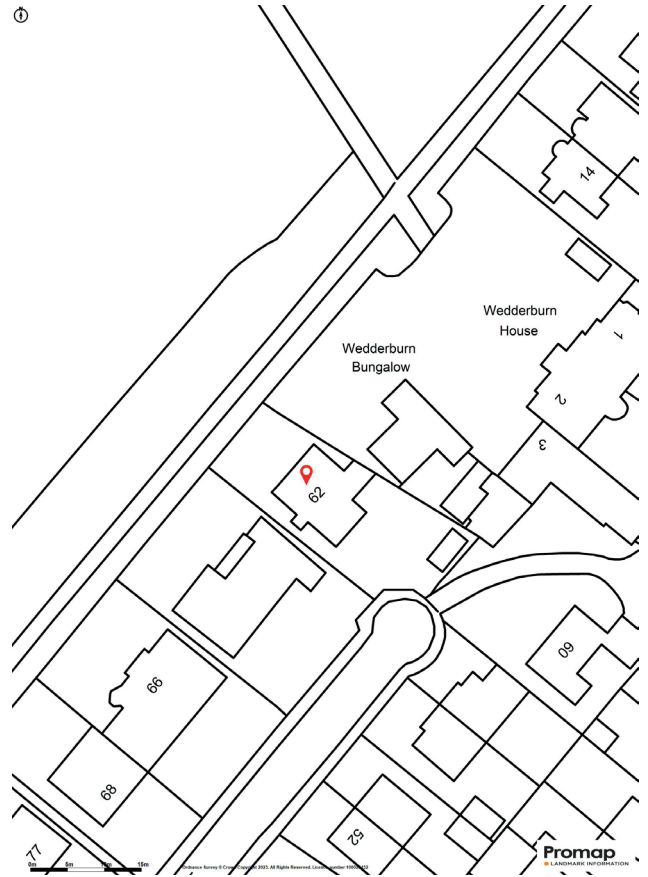 14
Wedderburn
House
1
Wedderburn
Bungalow
2
3
62
60
66
68
52
77
0m 5m 10m 15m
Ordnance Survey © Crown Copyright 2023. All Rights Reserved. Licence number
Promap
LANDMARK INFORMATION